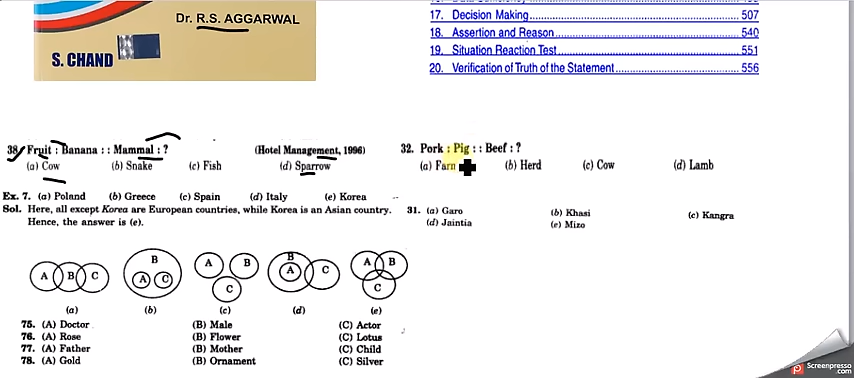 Dr. R.S. AGGARWAL
S. CHAND
17. Decision Making 507
18. Assertion and Reason 540
19. Situation Reaction Test 551
20. Verification of Truth of the Statement 556
38. Fruit : Banana : : Mammal : ? (Hotel Management, 1996)
(a) Cow (b) Snake (c) Fish (d) Sparrow
32. Pork : Pig : : Beef : ?
(a) Farm (b) Herd (c) Cow (d) Lamb
Ex. 7. (a) Poland (b) Greece (c) Spain (d) Italy (e) Korea
Sol. Here, all except Korea are European countries, while Korea is an Asian country.
Hence, the answer is (e).
31. (a) Garo (b) Khasi (c) Kangra
(d) Jaintia (e) Mizo
A B C
B A C
A B C
B A C
A B C
(a) (b) (c) (d) (e)
75. (A) Doctor (B) Male (C) Actor
76. (A) Rose (B) Flower (C) Lotus
77. (A) Father (B) Mother (C) Child
78. (A) Gold (B) Ornament (C) Silver
Screenpresso
.com